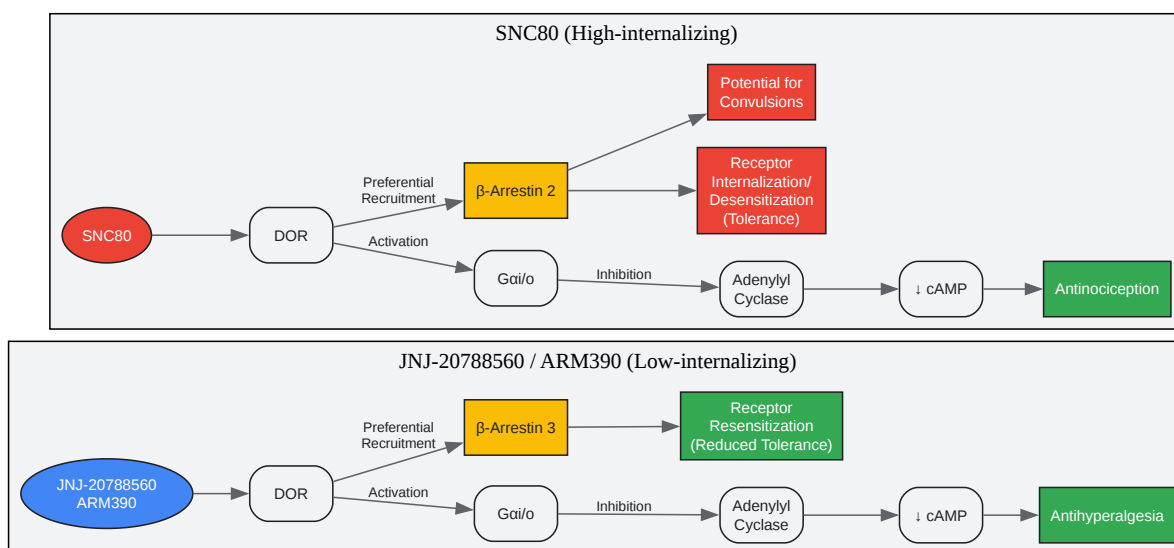 SNC80 (High-internalizing)
Potential for
Convulsions
Preferential
Recruitment
β-Arrestin 2
Receptor
Internalization/
Desensitization
(Tolerance)
SNC80
DOR
Activation
Gαi/o
Inhibition
Adenylyl
Cyclase
↓ cAMP
Antinociception
JNJ-20788560 / ARM390 (Low-internalizing)
Preferential
Recruitment
β-Arrestin 3
Receptor
Resensitization
(Reduced Tolerance)
JNJ-20788560
ARM390
DOR
Activation
Gαi/o
Inhibition
Adenylyl
Cyclase
↓ cAMP
Antihyperalgesia